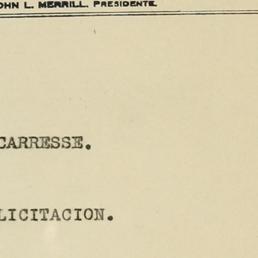 OHN L. MERRILL, PRESIDENTE
CARRESSE.
LICITACION.